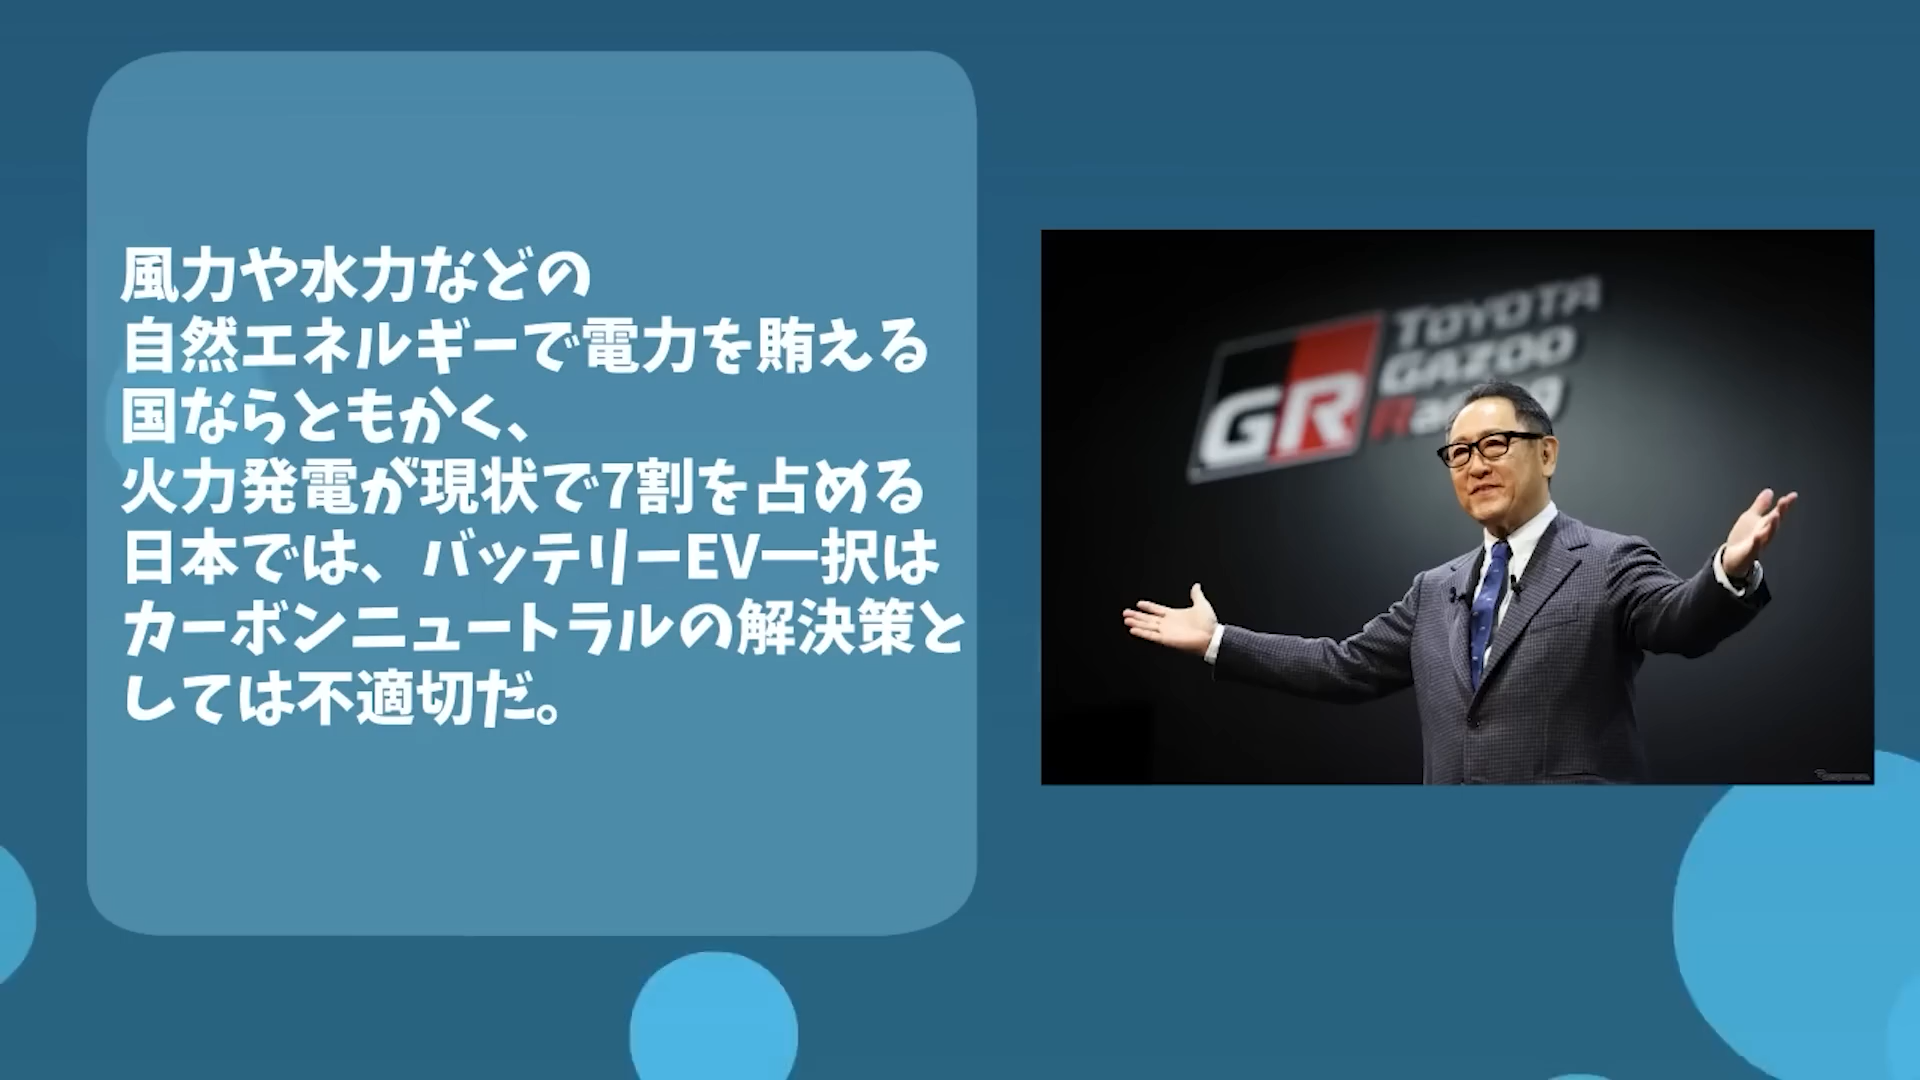 風力や水力などの
自然エネルギーで電力を賄える
国ならともかく、
火力発電が現状で7割を占める
日本では、バッテリーEV一択は
カーボンニュートラルの解決策と
しては不適切だ。
GR
TOYOTA
GAZOO
Racing